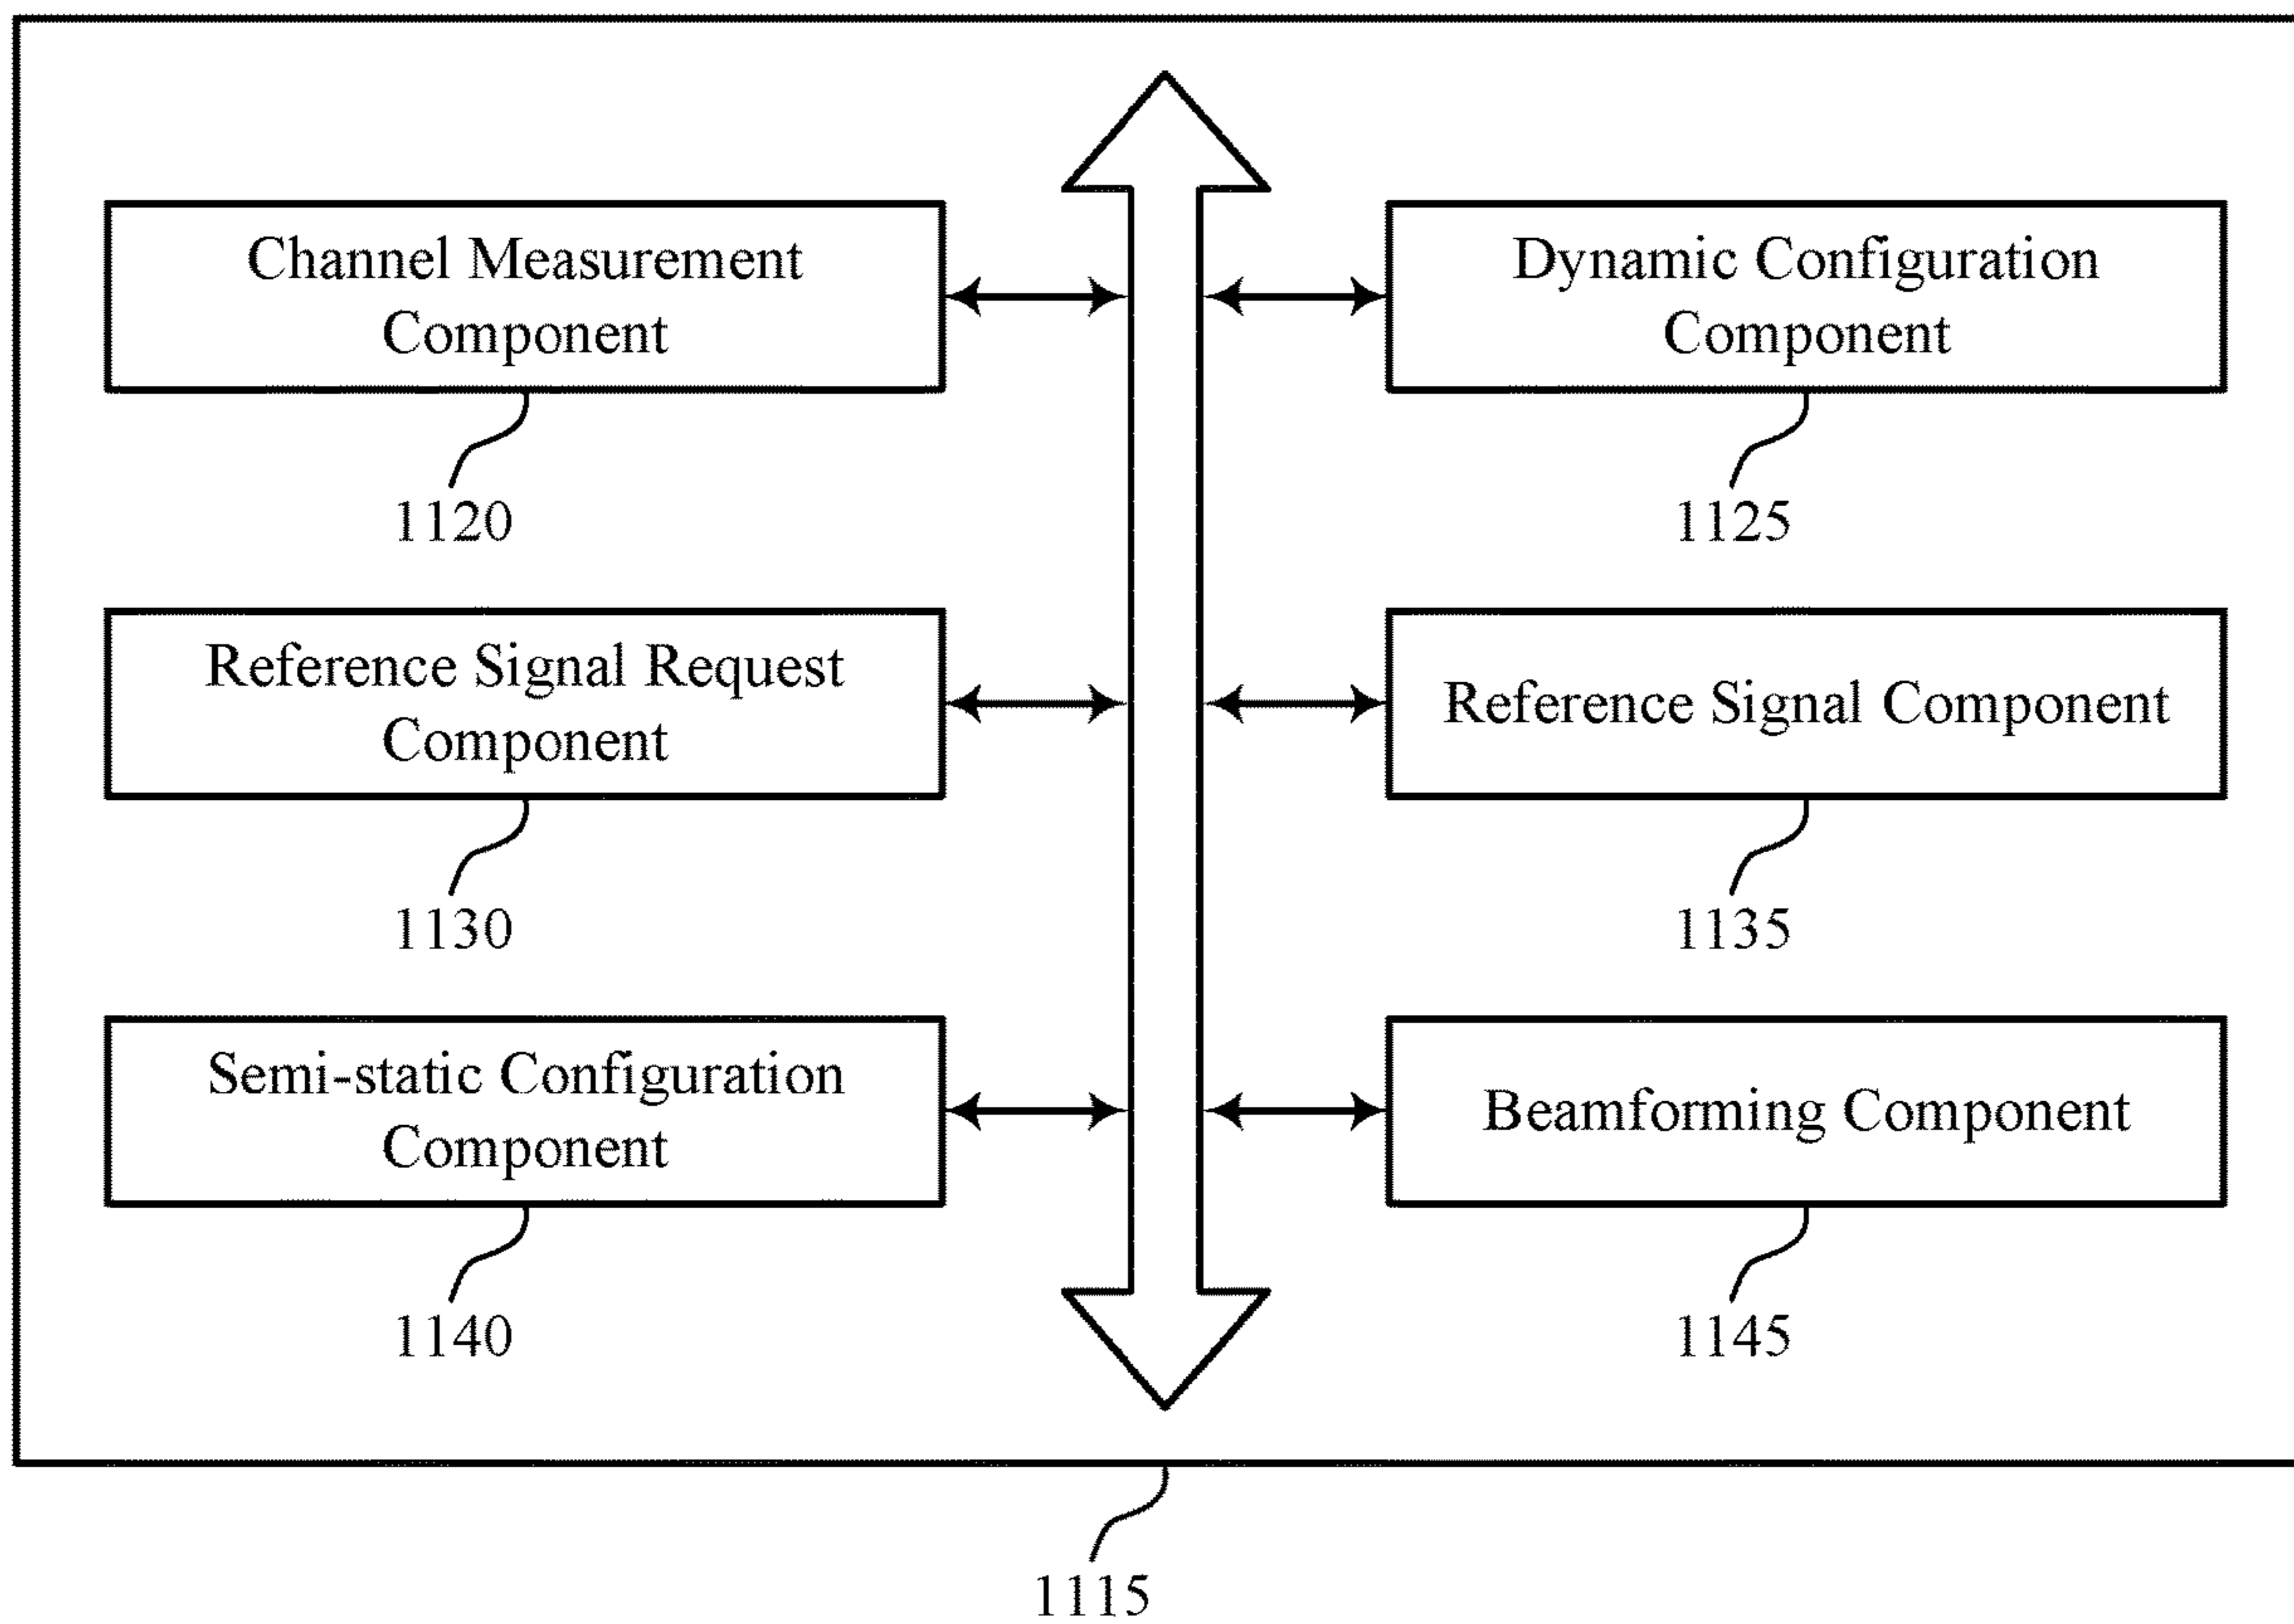 Channel Measurement
Component
1120
Dynamic Configuration
Component
1125
Reference Signal Request
Component
1130
Reference Signal Component
1135
Semi-static Configuration
Component
1140
Beamforming Component
1145
1115